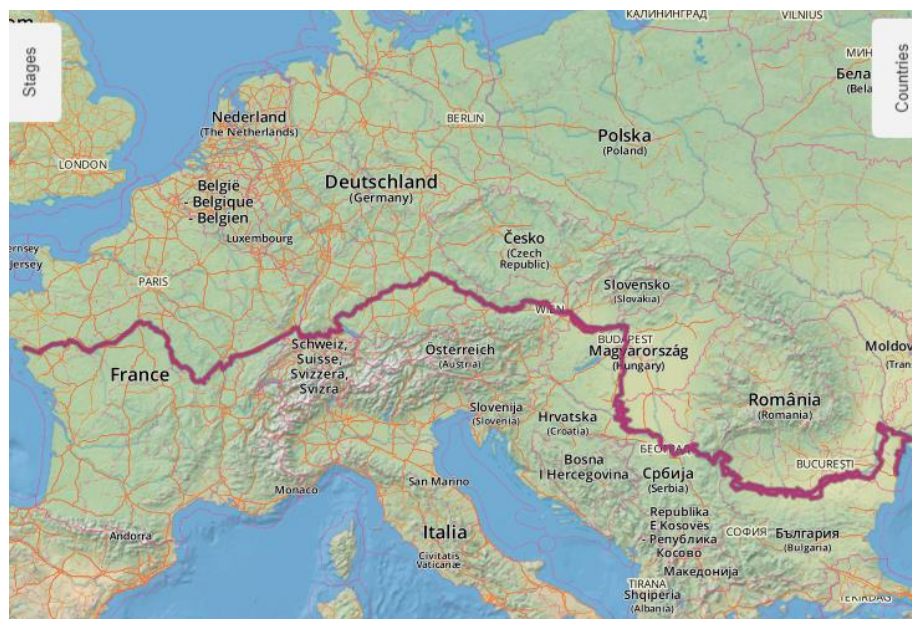 КАЛИНИНГРАД
VILNIUS
Stages
Countries
Бела
(Bela
Nederland
(The Netherlands)
BERLIN
Polska
(Poland)
LONDON
België
- Belgique
- Belgien
Deutschland
(Germany)
Luxembourg
Česko
(Czech
Republic)
Jersey
PARIS
Slovensko
(Slovakia)
WIEN
BUDAPEST
Magyarország
(Hungary)
Moldov
(Tran
Schweiz,
Suisse,
Svizzera,
Svizra
Österreich
(Austria)
France
România
(Romania)
Slovenija
(Slovenia)
Hrvatska
(Croatia)
БЕОГРАД
BUCUREȘTI
Bosna
I Hercegovina
Србија
(Serbia)
San Marino
Monaco
Republika
E Kosovës
- Република
Косово
Andorra
Italia
СОФИЯ
България
(Bulgaria)
Civitatis
Vaticanæ
Македонија
TIRANA
Shqipëria
(Albania)